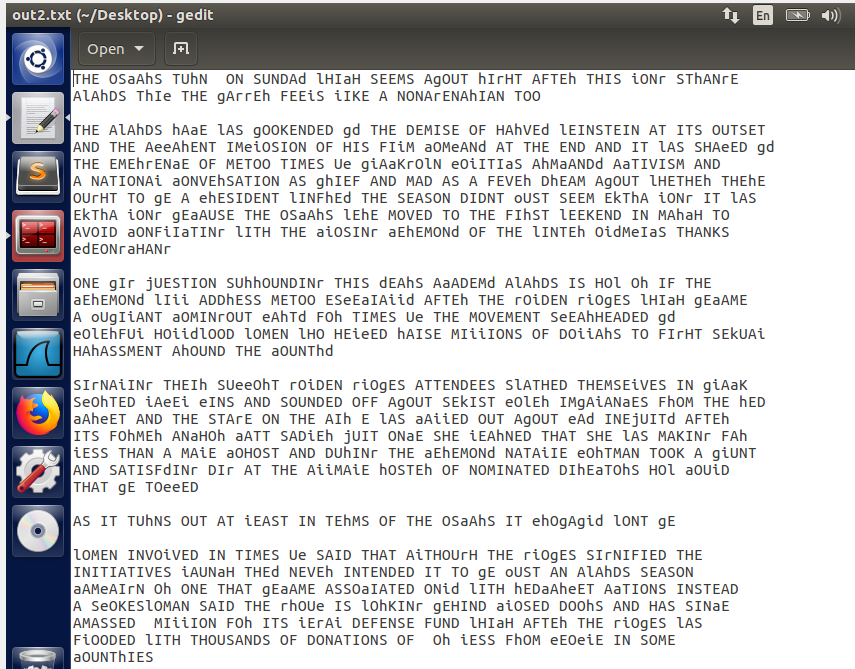 out2.txt (~/Desktop) - gedit
En
Open
THE OSaAhS TUhN  ON SUNDAd lHIaH SEEMS AgOUT hIrHT AFTEh THIS iONr SThANrE
AlAhDS ThIe THE gArrEh FEEiS iIKE A NONArENAhIAN TOO
THE AlAhDS hAaE lAS gOOKENDED gd THE DEMISE OF HAhVEd lEINSTEIN AT ITS OUTSET
AND THE AeeAhENT IMeiOSION OF HIS FIiM aOMeANd AT THE END AND IT lAS SHAeED gd
THE EMEhrENaE OF METOO TIMES Ue giAaKrOlN eOiITIaS AhMaANDd AaTIVISM AND
A NATIONAi aONVEhSATION AS ghIEF AND MAD AS A FEVEh DhEAM AgOUT lHETHEh THEhE
OUrHT TO gE A ehESIDENT lINFhEd THE SEASON DIDNT oUST SEEM EkThA iONr IT lAS
EkThA iONr gEaAUSE THE OSaAhS lEhE MOVED TO THE FIhST lEEKEND IN MAhaH TO
AVOID aONFiIaTINr lITH THE aiOSINr aEhEMONd OF THE lINTEh OidMeIaS THANKS
edEONraHANr
ONE gIr jUESTION SUhhOUNDINr THIS dEAhS AaADEMd AlAhDS IS HOl Oh IF THE
aEhEMONd lIii ADDhESS METOO ESeEaIAiid AFTEh THE rOiDEN riOgES lHIaH gEaAME
A oUgIiANT aOMINrOUT eAhTd FOh TIMES Ue THE MOVEMENT SeEAhHEADED gd
eOlEhFUi HOiidlOOD lOMEN lHO HEieED hAISE MIiiIONS OF DOiiAhS TO FIrHT SEkUAi
HAhASSMENT AhOUND THE aOUNThd
SIrNAiINr THEIh SUeeOhT rOiDEN riOgES ATTENDEES SlATHED THEMSEiVES IN giAaK
SeOhTED iAeEi eINS AND SOUNDED OFF AgOUT SEkIST eOlEh IMgAiANaES FhOM THE hED
aAheET AND THE STArE ON THE AIh E lAS aAiiED OUT AgOUT eAd INEjUITd AFTEh
ITS FOhMEh ANaHOh aATT SADiEh jUIT ONaE SHE iEAhNED THAT SHE lAS MAKINr FAh
iESS THAN A MAiE aOHOST AND DUhINr THE aEhEMONd NATAiIE eOhTMAN TOOK A giUNT
AND SATISFdINr DIr AT THE AiiMAiE hOSTEh OF NOMINATED DIhEaTOhS HOl aOUiD
THAT gE TOeeED
AS IT TUhNS OUT AT iEAST IN TEhMS OF THE OSaAhS IT ehOgAgid lONT gE
lOMEN INVOiVED IN TIMES Ue SAID THAT AiTHOUrH THE riOgES SIrNIFIED THE
INITIATIVES iAUNaH THEd NEVEh INTENDED IT TO gE oUST AN AlAhDS SEASON
aAMeAIrN Oh ONE THAT gEaAME ASSOaIATED ONid lITH hEDaAheET AaTIONS INSTEAD
A SeOKESlOMAN SAID THE rhOUe IS lOhKINr gEHIND aiOSED DOOhS AND HAS SINaE
AMASSED  MIiiION FOh ITS iErAi DEFENSE FUND lHIaH AFTEh THE riOgES lAS
FiOODED lITH THOUSANDS OF DONATIONS OF  Oh iESS FhOM eEOeiE IN SOME
aOUNThIES